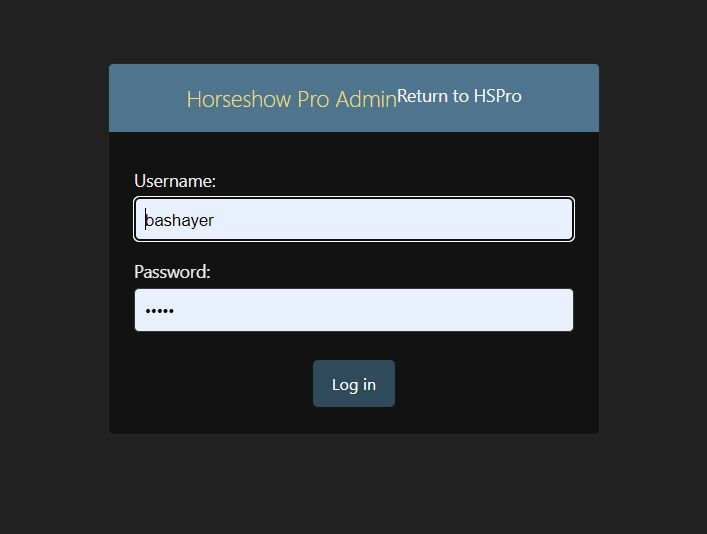 Horseshow Pro Admin Return to HSPro
Username:
bashayer
Password:
•••••
Log in